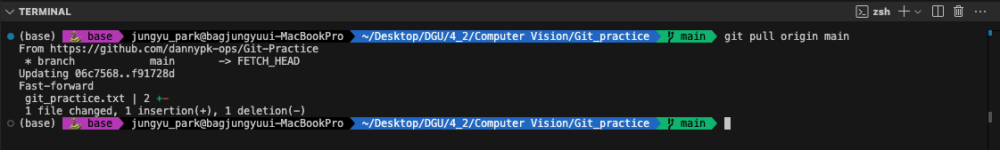 TERMINAL
zsh
(base) base jungyu_park@bagjungyuui-MacBookPro ~/Desktop/DGU/4_2/Computer Vision/Git_practice main git pull origin main
From https://github.com/dannypk-ops/Git-Practice
* branch main -> FETCH_HEAD
Updating 06c7568..f91728d
Fast-forward
git_practice.txt | 2 +-
1 file changed, 1 insertion(+), 1 deletion(-)
(base) base jungyu_park@bagjungyuui-MacBookPro ~/Desktop/DGU/4_2/Computer Vision/Git_practice main